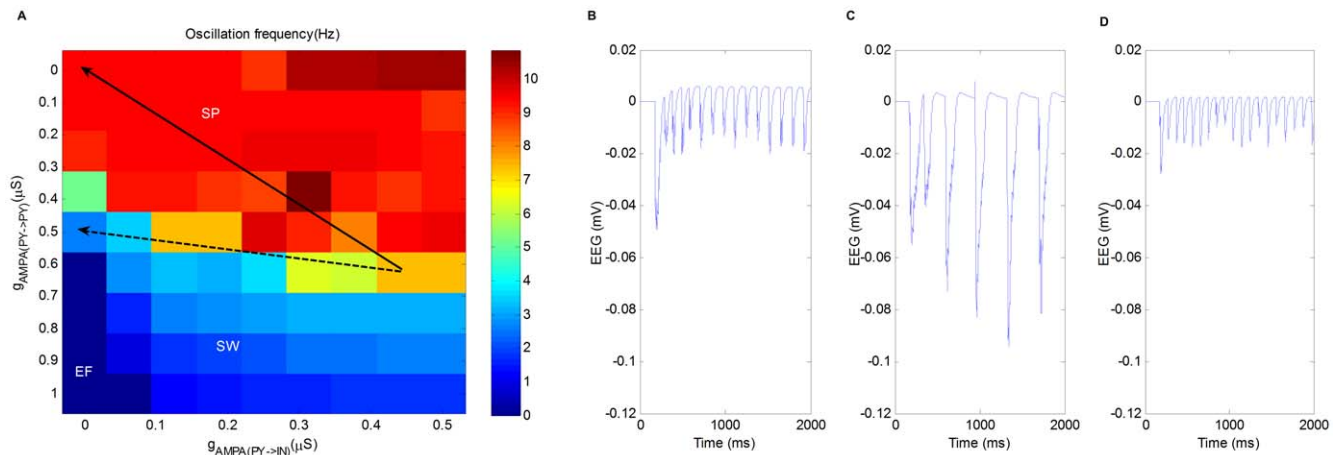 A
Oscillation frequency(Hz)
gAMPA(PY->PY)(μS)
0
0.1
0.2
0.3
0.4
0.5
0.6
0.7
0.8
0.9
1
SP
SW
EF
0 0.1 0.2 0.3 0.4 0.5
gAMPA(PY->IN)(μS)
10
9
8
7
6
5
4
3
2
1
0
B
EEG (mV)
0.02
0
-0.02
-0.04
-0.06
-0.08
-0.1
-0.12
0 1000 2000
Time (ms)
C
EEG (mV)
0.02
0
-0.02
-0.04
-0.06
-0.08
-0.1
-0.12
0 1000 2000
Time (ms)
D
EEG (mV)
0.02
0
-0.02
-0.04
-0.06
-0.08
-0.1
-0.12
0 1000 2000
Time (ms)